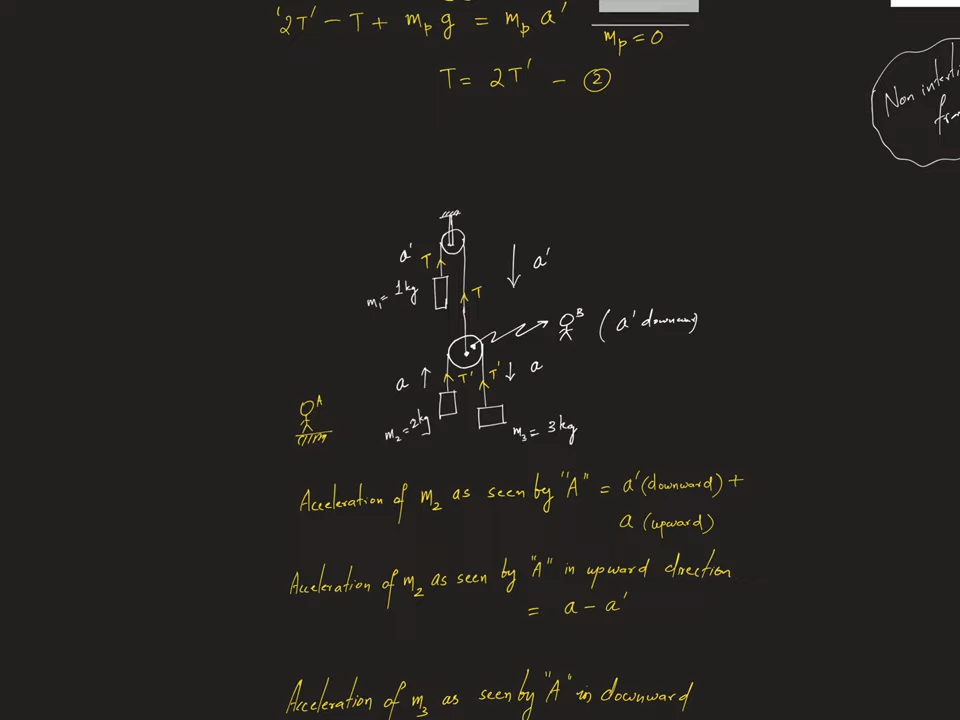 '2T' - T + mₚ g = mₚ a'
mₚ = 0
T = 2T' - ②
Non inerti
fram
a'
T
a'
m₁= 1kg
T
B
( a' downward)
a
T'
T'
a
A
m₂=2kg
m₃ = 3kg
Acceleration of m₂ as seen by "A" = a' (downward) +
a (upward)
Acceleration of m₂ as seen by "A" in upward direction
= a - a'
Acceleration of m₃ as seen by "A" in downward